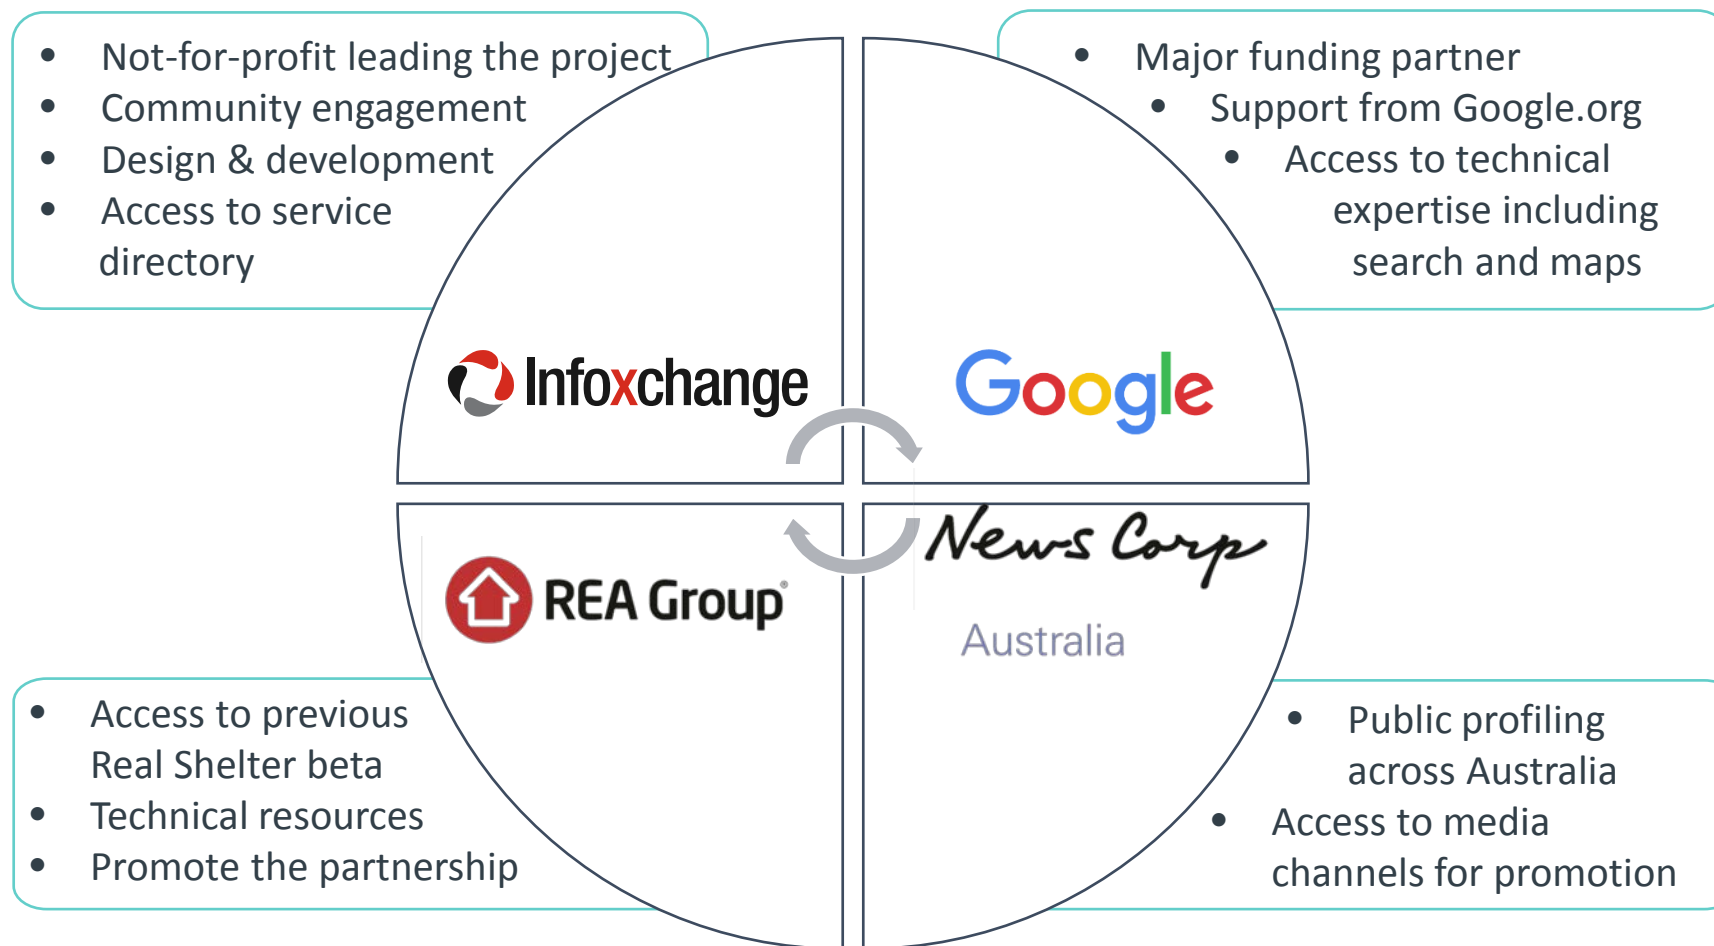 • Not-for-profit leading the project
• Community engagement
• Design & development
• Access to service
directory
• Major funding partner
• Support from Google.org
• Access to technical
expertise including
search and maps
Infoxchange
Google
REA Group®
News Corp
Australia
• Access to previous
Real Shelter beta
• Technical resources
• Promote the partnership
• Public profiling
across Australia
• Access to media
channels for promotion